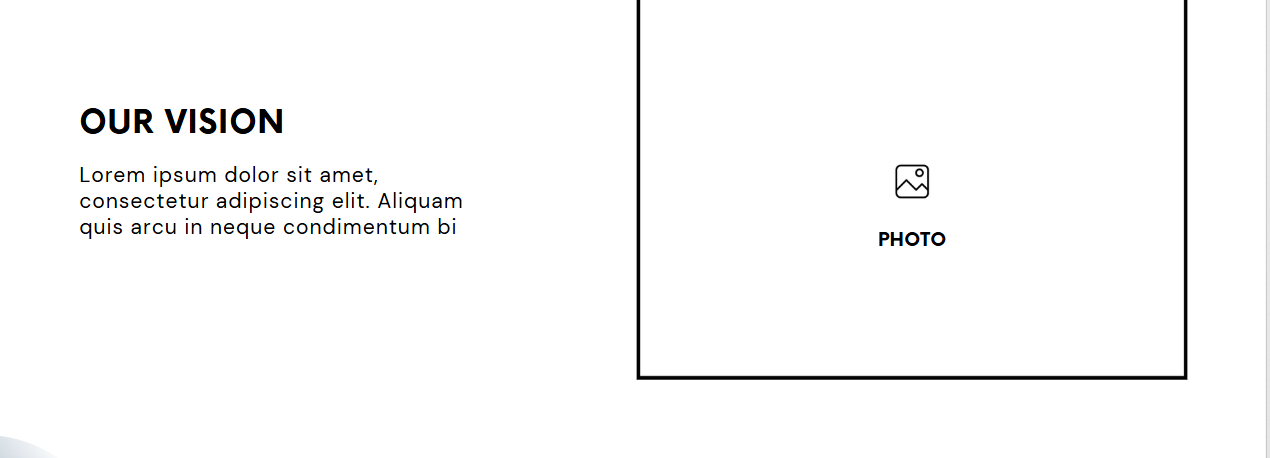 OUR VISION
Lorem ipsum dolor sit amet,
consectetur adipiscing elit. Aliquam
quis arcu in neque condimentum bi
PHOTO